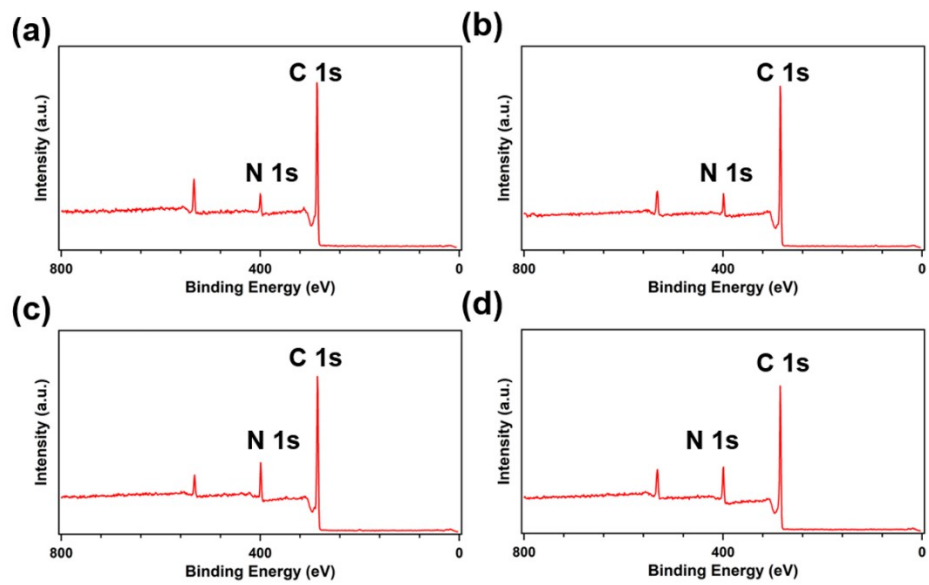 (a)
C 1s
N 1s
Intensity (a.u.)
800
400
0
Binding Energy (eV)
(b)
C 1s
N 1s
Intensity (a.u.)
800
400
0
Binding Energy (eV)
(c)
C 1s
N 1s
Intensity (a.u.)
800
400
0
Binding Energy (eV)
(d)
C 1s
N 1s
Intensity (a.u.)
800
400
0
Binding Energy (eV)